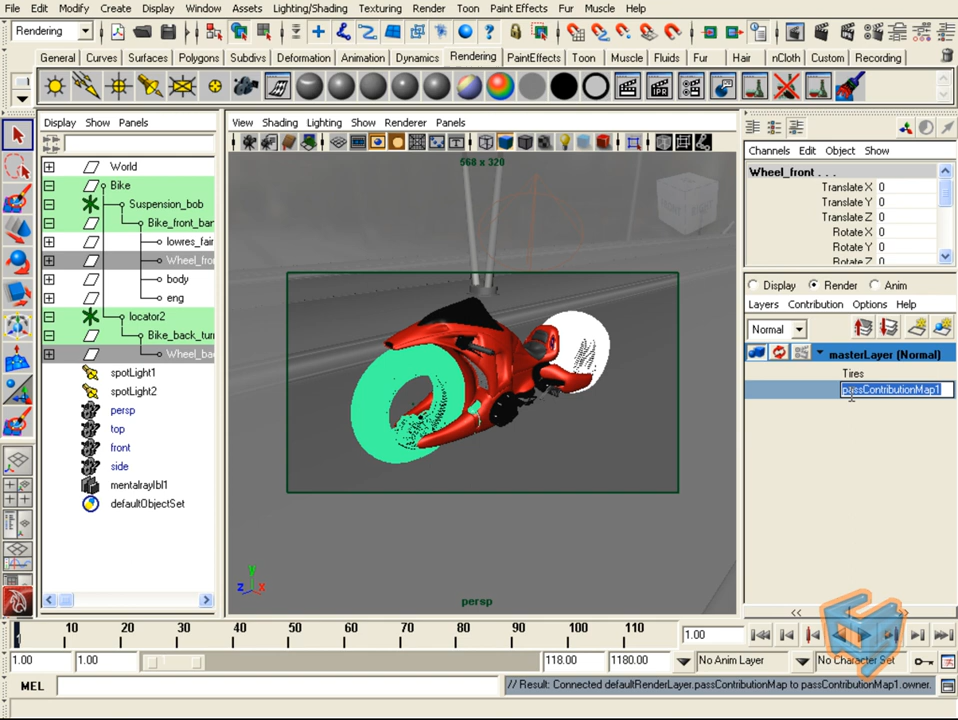 File Edit Modify Create Display Window Assets Lighting/Shading Texturing Render Toon Paint Effects Fur Muscle Help
Rendering
General Curves Surfaces Polygons Subdivs Deformation Animation Dynamics Rendering PaintEffects Toon Muscle Fluids Fur Hair nCloth Custom Recording
Display Show Panels
World
Bike
Suspension_bob
Bike_front_bar
lowres_fai
Wheel_fro
body
eng
locator2
Bike_back_tur
Wheel_ba
spotLight1
spotLight2
persp
top
front
side
mentalrayIbl1
defaultObjectSet
View Shading Lighting Show Renderer Panels
568 x 320
persp
Channels Edit Object Show
Wheel_front . . .
Translate X 0
Translate Y 0
Translate Z 0
Rotate X 0
Rotate Y 0
Rotate Z 0
Display Render Anim
Layers Contribution Options Help
Normal
masterLayer (Normal)
Tires
passContributionMap1
10 20 30 40 50 60 70 80 90 100 110 1.00
1.00 1.00 118.00 1180.00 No Anim Layer No Character Set
MEL // Result: Connected defaultRenderLayer.passContributionMap to passContributionMap1.owner.